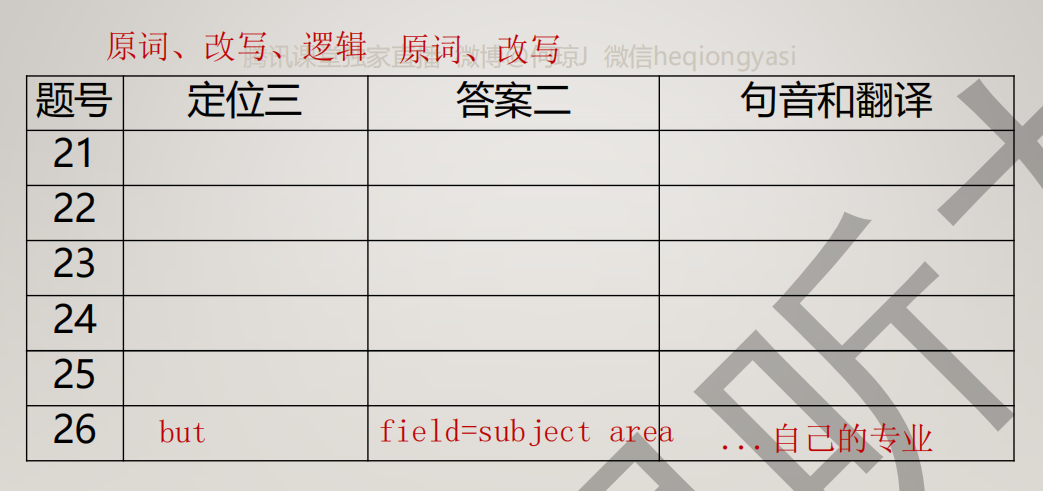 原词、改写、逻辑 原词、改写
腾讯课堂独家直播 微博@何琼J 微信heqiongyasi
题号 定位三 答案二 句音和翻译
21
22
23
24
25
26 but field=subject area ...自己的专业
听